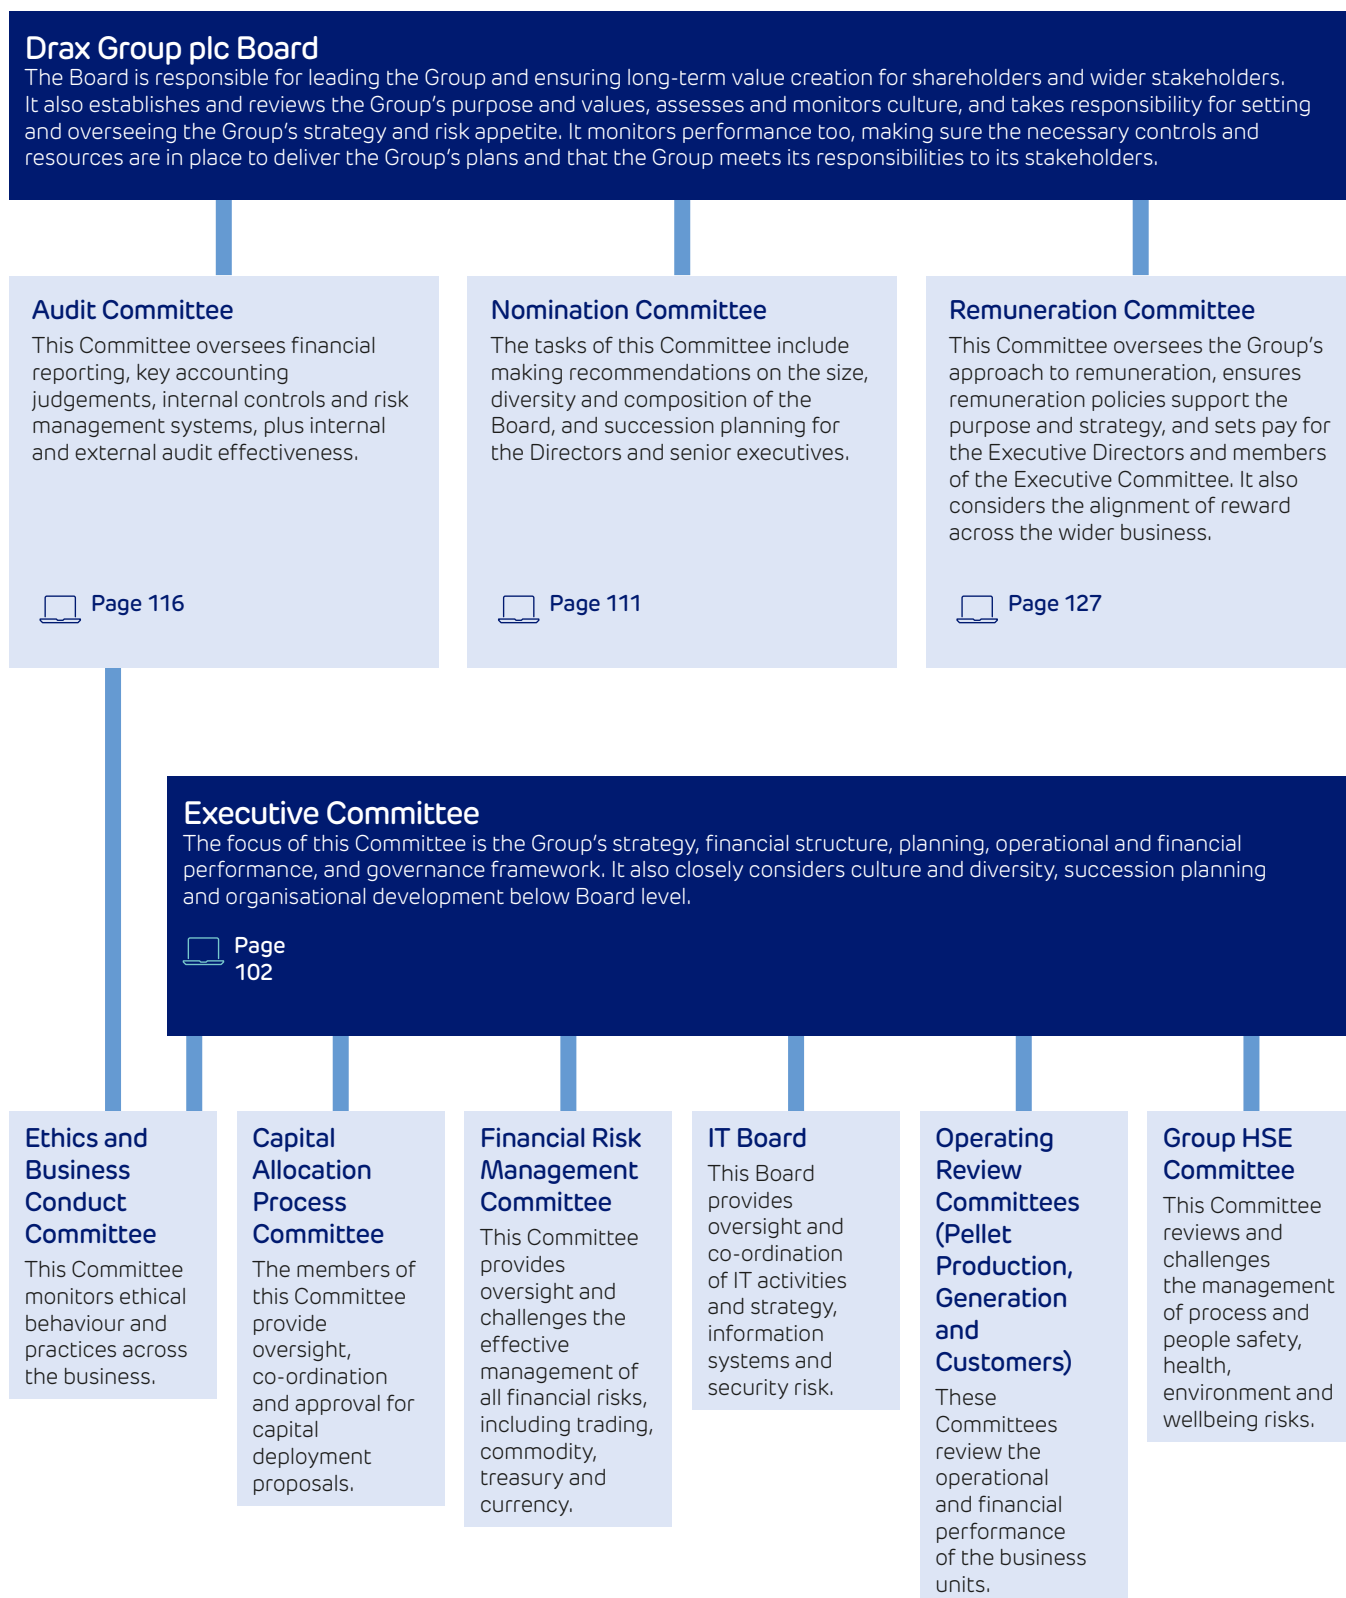 Drax Group plc Board
The Board is responsible for leading the Group and ensuring long-term value creation for shareholders and wider stakeholders.
It also establishes and reviews the Group’s purpose and values, assesses and monitors culture, and takes responsibility for setting
and overseeing the Group’s strategy and risk appetite. It monitors performance too, making sure the necessary controls and
resources are in place to deliver the Group’s plans and that the Group meets its responsibilities to its stakeholders.
Audit Committee
This Committee oversees financial
reporting, key accounting
judgements, internal controls and risk
management systems, plus internal
and external audit effectiveness.
Page 116
Nomination Committee
The tasks of this Committee include
making recommendations on the size,
diversity and composition of the
Board, and succession planning for
the Directors and senior executives.
Page 111
Remuneration Committee
This Committee oversees the Group’s
approach to remuneration, ensures
remuneration policies support the
purpose and strategy, and sets pay for
the Executive Directors and members
of the Executive Committee. It also
considers the alignment of reward
across the wider business.
Page 127
Executive Committee
The focus of this Committee is the Group’s strategy, financial structure, planning, operational and financial
performance, and governance framework. It also closely considers culture and diversity, succession planning
and organisational development below Board level.
Page
102
Ethics and
Business
Conduct
Committee
This Committee
monitors ethical
behaviour and
practices across
the business.
Capital
Allocation
Process
Committee
The members of
this Committee
provide
oversight,
co-ordination
and approval for
capital
deployment
proposals.
Financial Risk
Management
Committee
This Committee
provides
oversight and
challenges the
effective
management of
all financial risks,
including trading,
commodity,
treasury and
currency.
IT Board
This Board
provides
oversight and
co-ordination
of IT activities
and strategy,
information
systems and
security risk.
Operating
Review
Committees
(Pellet
Production,
Generation
and
Customers)
These
Committees
review the
operational
and financial
performance
of the business
units.
Group HSE
Committee
This Committee
reviews and
challenges
the management
of process and
people safety,
health,
environment and
wellbeing risks.